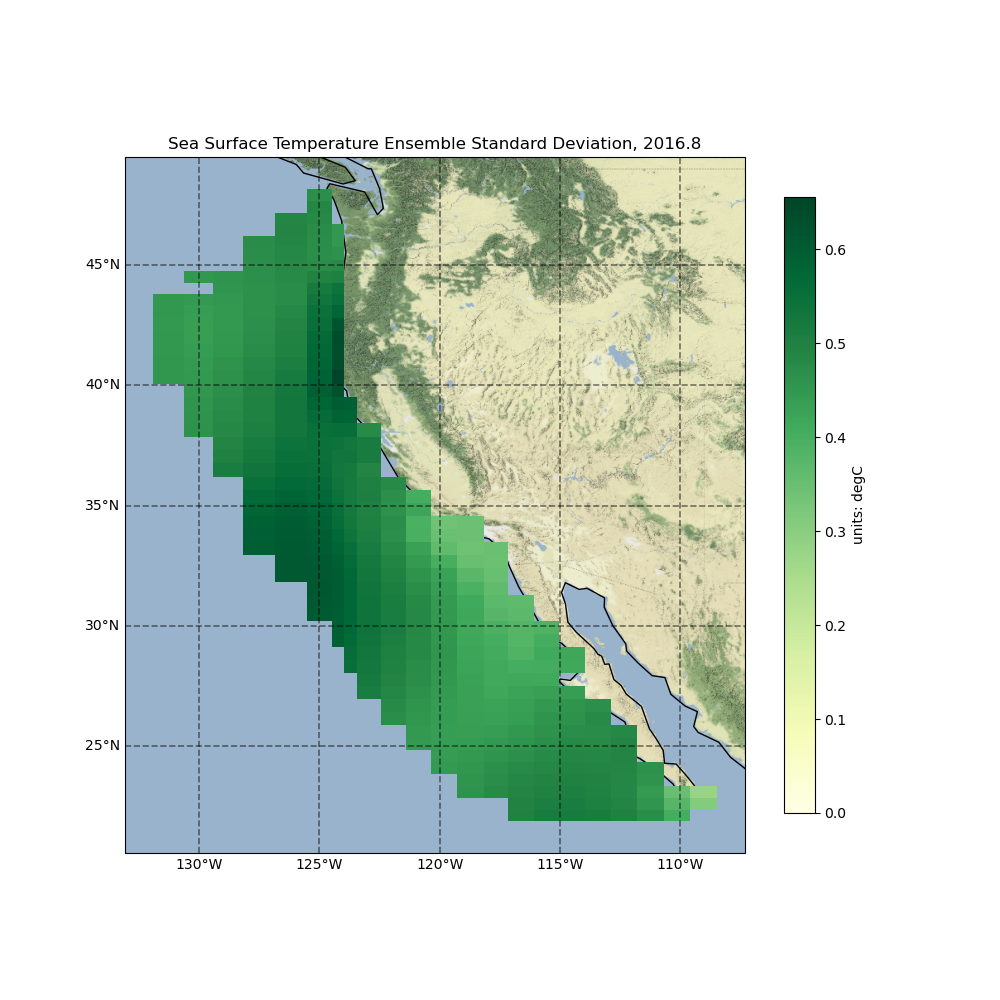 Sea Surface Temperature Ensemble Standard Deviation, 2016.8
45°N
40°N
35°N
30°N
25°N
130°W
125°W
120°W
115°W
110°W
0.6
0.5
0.4
0.3
0.2
0.1
0.0
units: degC